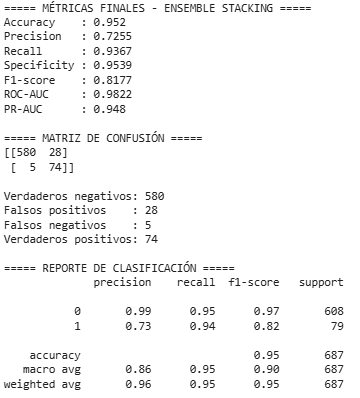 ===== MÉTRICAS FINALES - ENSEMBLE STACKING =====
Accuracy    : 0.952
Precision   : 0.7255
Recall      : 0.9367
Specificity : 0.9539
F1-score    : 0.8177
ROC-AUC     : 0.9822
PR-AUC      : 0.948
===== MATRIZ DE CONFUSIÓN =====
[[580  28]
 [  5  74]]
Verdaderos negativos: 580
Falsos positivos    : 28
Falsos negativos    : 5
Verdaderos positivos: 74
===== REPORTE DE CLASIFICACIÓN =====
              precision    recall  f1-score   support
           0       0.99      0.95      0.97       608
           1       0.73      0.94      0.82        79
    accuracy                           0.95       687
   macro avg       0.86      0.95      0.90       687
weighted avg       0.96      0.95      0.95       687